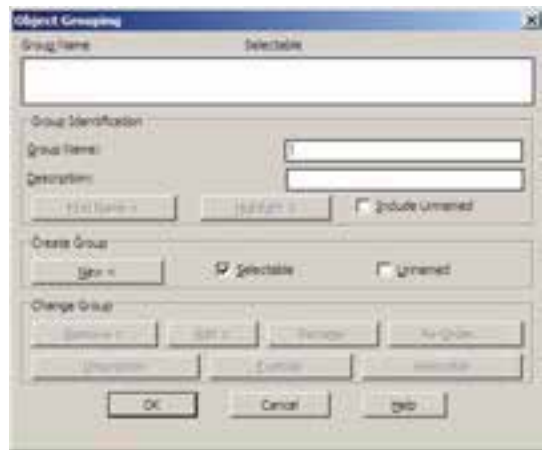 Object Grouping
Group Name Selectable
Group Identification
Group Name:
Description:
Find Name < Highlight < Include Unnamed
Create Group
New < Selectable Unnamed
Change Group
Remove < Add < Rename Re-Order...
Description Explode Selectable
OK Cancel Help